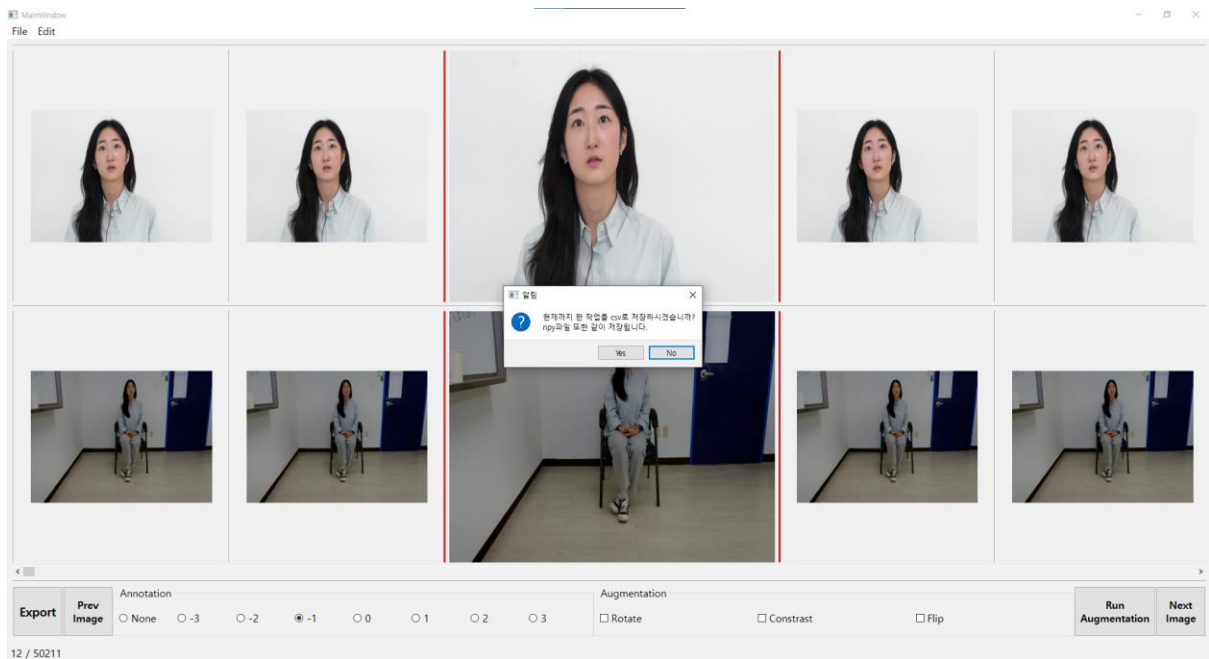 MainWindow
File Edit
알림
현재까지 한 작업을 csv로 저장하시겠습니까?
npy파일 또한 같이 저장됩니다.
Yes No
Export
Prev
Image
Annotation
None -3 -2 -1 0 1 2 3
Augmentation
Rotate Constrast Flip
Run
Augmentation
Next
Image
12 / 50211